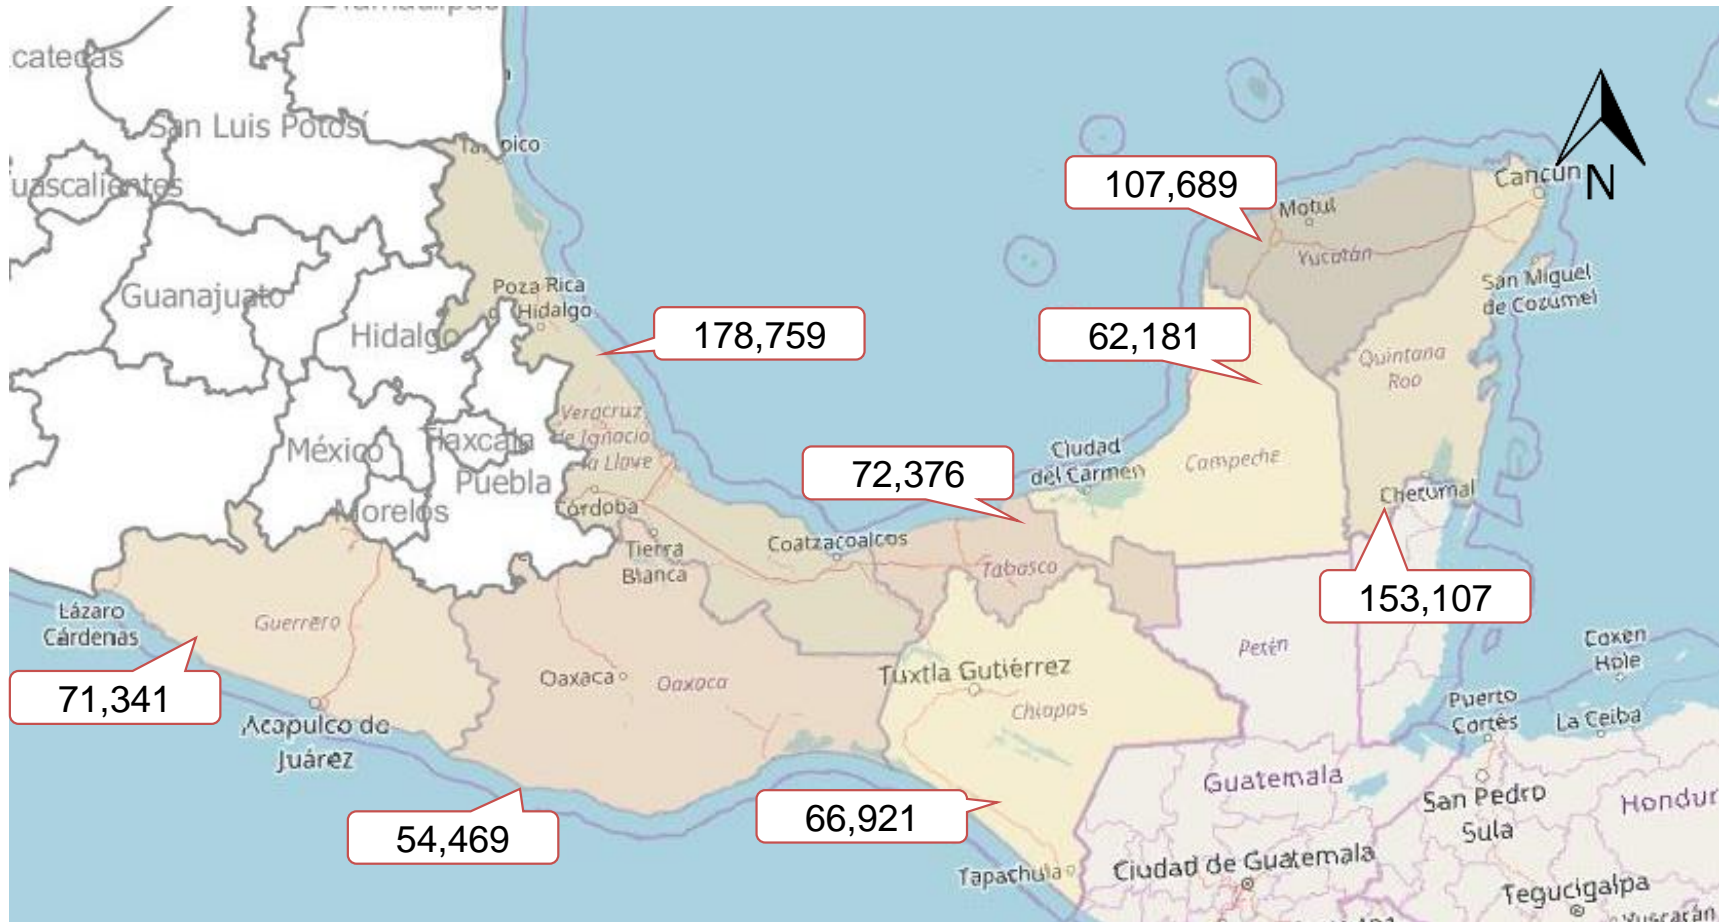 San Luis Potosí
Guanajuato
Hidalgo
México
Tlaxcala
Puebla
Morelos
Poza Rica
Hidalgo
178,759
Veracruz
de Ignacio
la Llave
Córdoba
Tierra
Blanca
Coatzacoalcos
107,689
Motul
Yucatán
Cancún
N
San Miguel
de Cozumel
62,181
Quintana
Roo
Ciudad
del Carmen
Campeche
72,376
Chetumal
153,107
Tabasco
Lázaro
Cárdenas
Guerrero
71,341
Acapulco de
Juárez
Oaxaca
Oaxaca
54,469
Tuxtla Gutiérrez
Chiapas
66,921
Tapachula
Petén
Guatemala
Ciudad de Guatemala
Coxen
Hole
Puerto
Cortés
La Ceiba
San Pedro
Sula
Hondur
Tegucigalpa